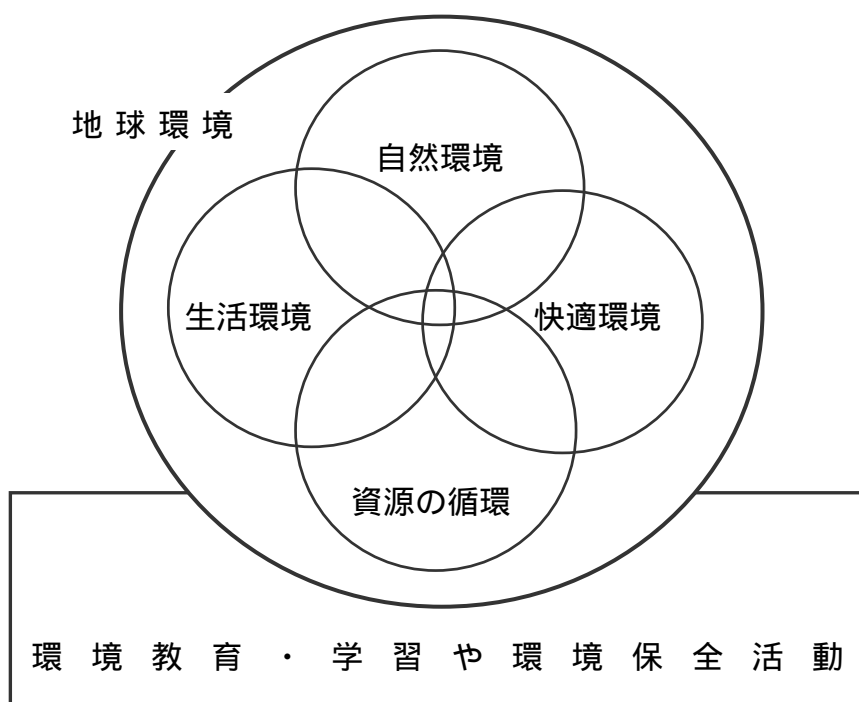 地球環境
自然環境
生活環境
快適環境
資源の循環
環境教育・学習や環境保全活動